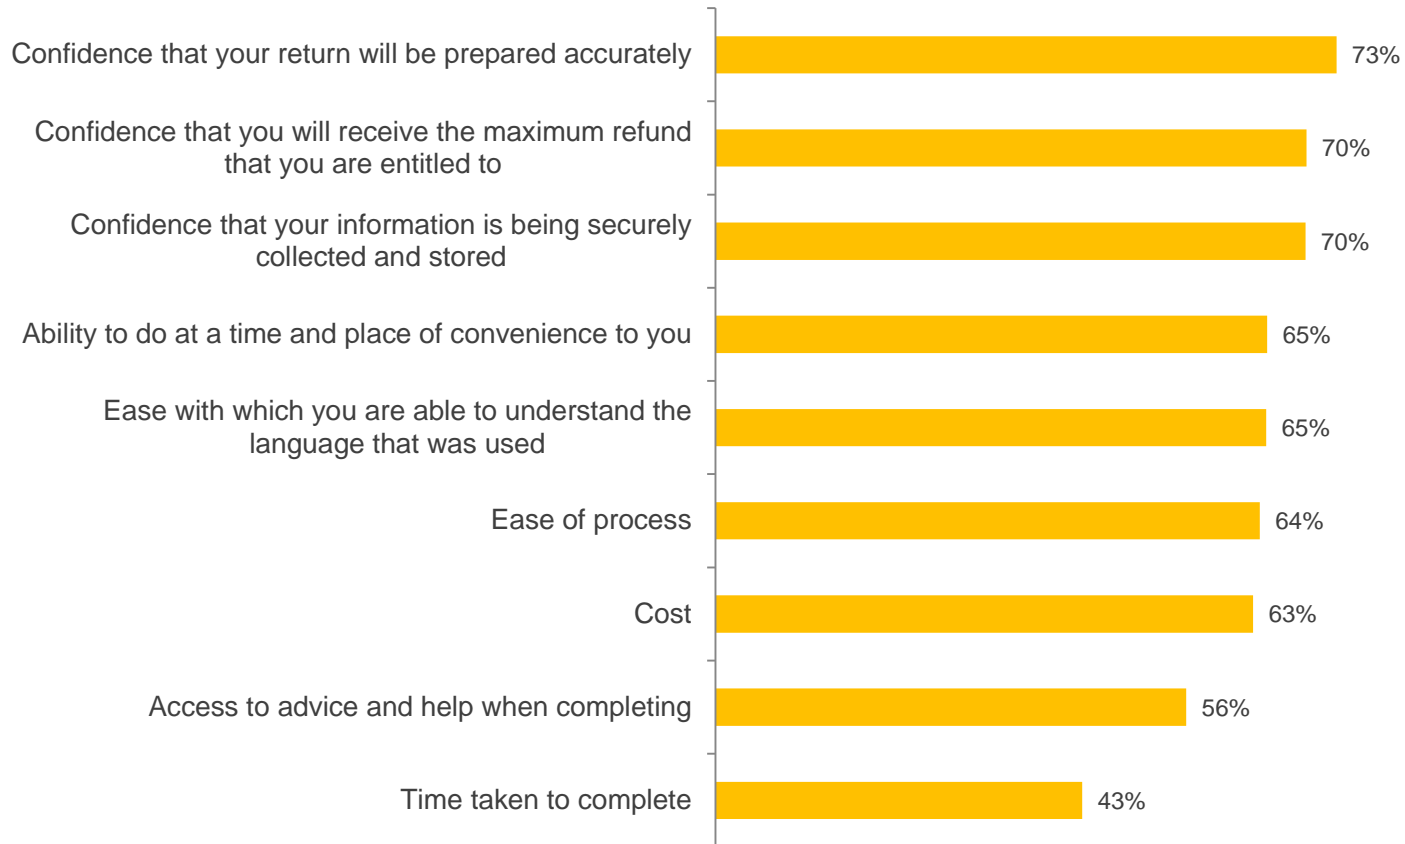 Confidence that your return will be prepared accurately
73%
Confidence that you will receive the maximum refund
that you are entitled to
70%
Confidence that your information is being securely
collected and stored
70%
Ability to do at a time and place of convenience to you
65%
Ease with which you are able to understand the
language that was used
65%
Ease of process
64%
Cost
63%
Access to advice and help when completing
56%
Time taken to complete
43%